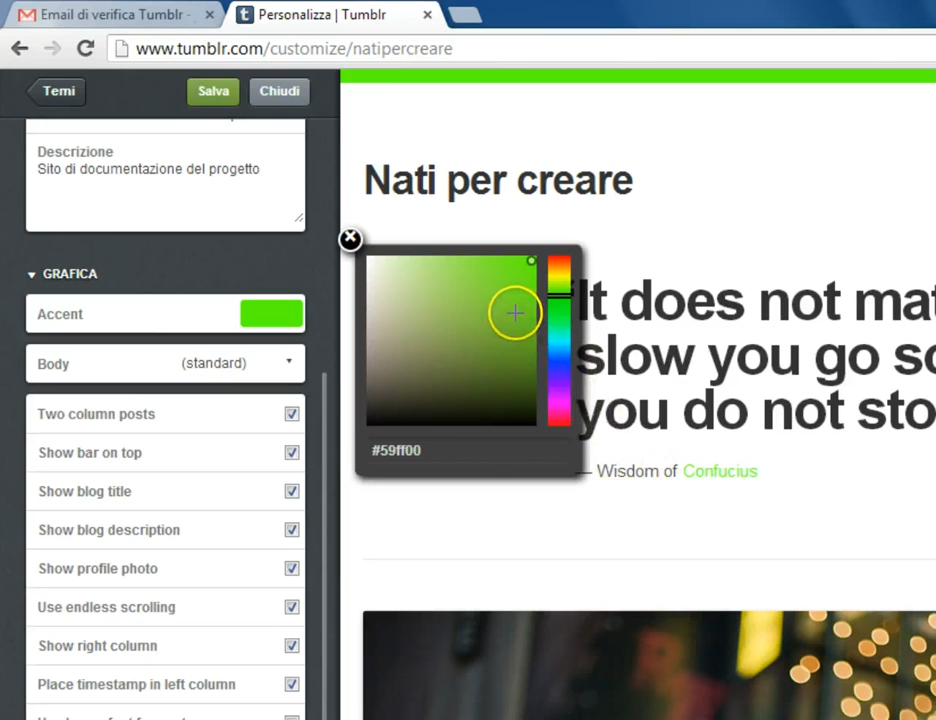 Email di verifica Tumblr -
Personalizza | Tumblr
www.tumblr.com/customize/natipercreare
Temi
Salva
Chiudi
Descrizione
Sito di documentazione del progetto
Nati per creare
GRAFICA
Accent
Body (standard)
It does not mat
slow you go so
you do not sto
#59ff00
— Wisdom of Confucius
Two column posts
Show bar on top
Show blog title
Show blog description
Show profile photo
Use endless scrolling
Show right column
Place timestamp in left column